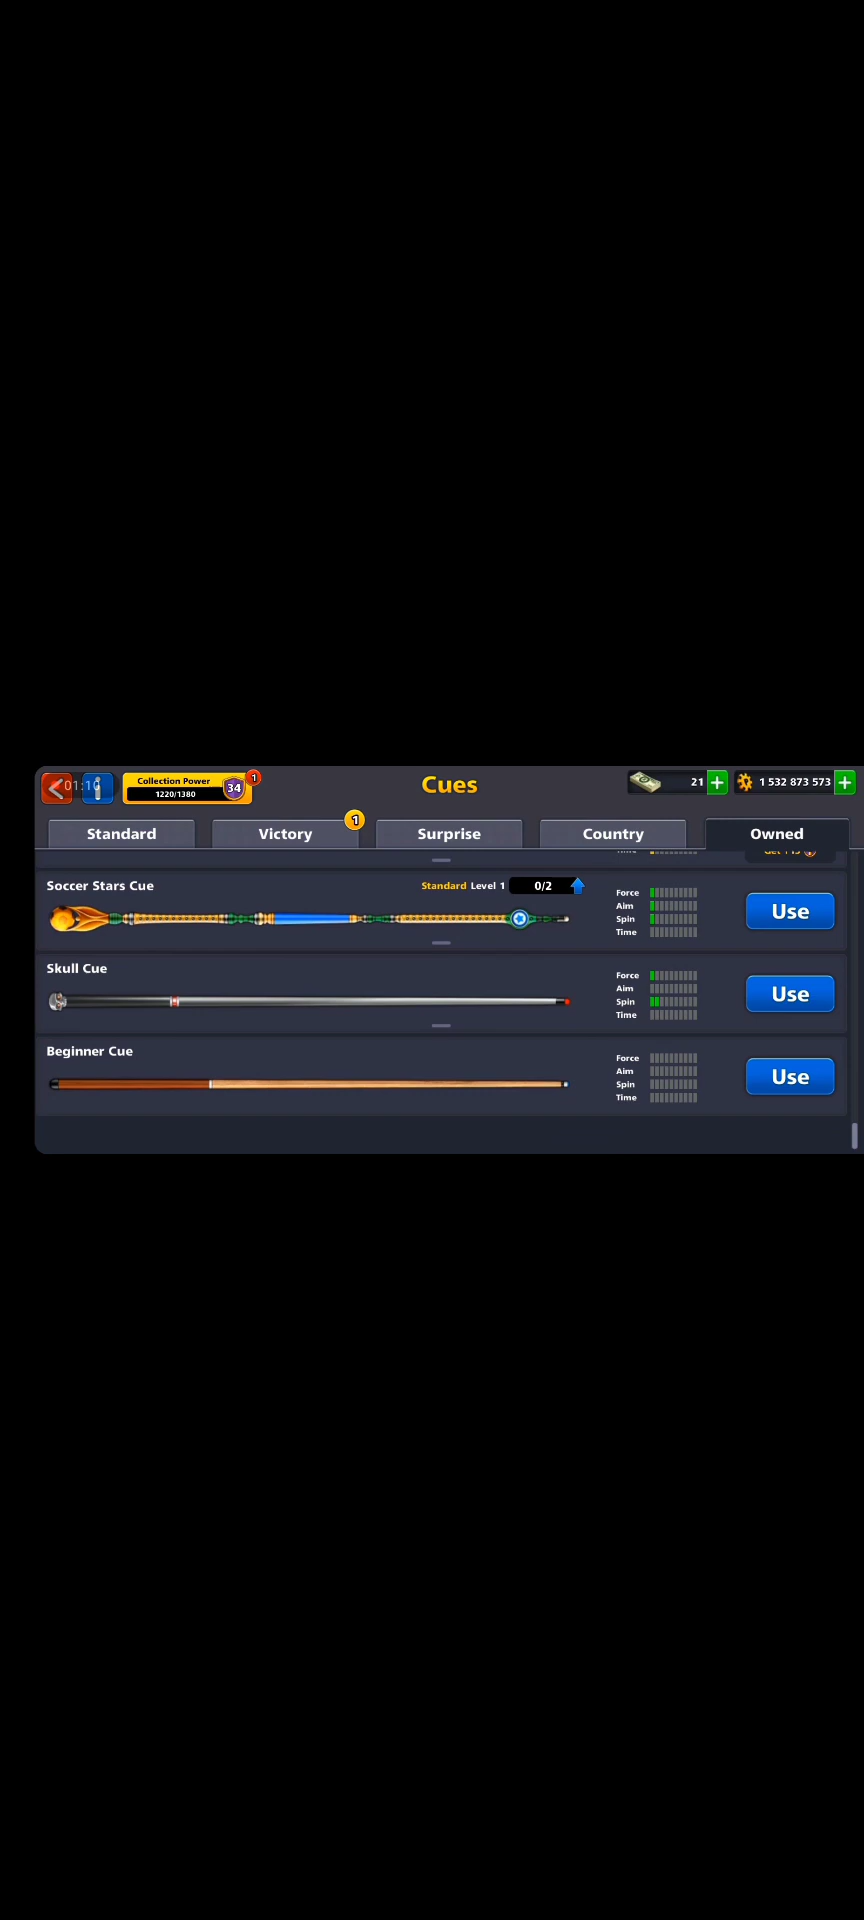 01:10
Collection Power
1220/1380
34
1
Cues
21
1 532 873 573
Standard
Victory
1
Surprise
Country
Owned
Soccer Stars Cue
Standard Level 1
0/2
Force
Aim
Spin
Time
Use
Skull Cue
Force
Aim
Spin
Time
Use
Beginner Cue
Force
Aim
Spin
Time
Use